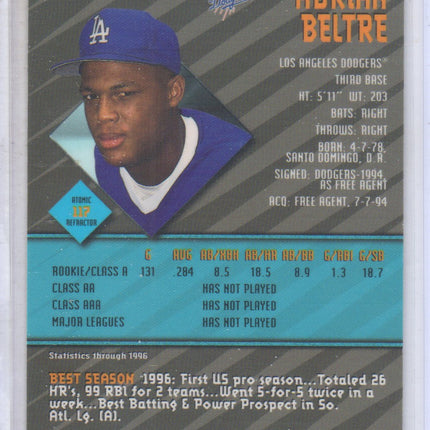 ADRIAN
BELTRE
LA
LOS ANGELES DODGERS®
THIRD BASE
HT: 5'11" WT: 203
BATS: RIGHT
THROWS: RIGHT
BORN: 4-7-78,
SANTO DOMINGO, D.R.
SIGNED: DODGERS-1994,
AS FREE AGENT
ACQ: FREE AGENT, 7-7-94
ATOMIC
117
REFRACTOR
G AVG AB/XBH AB/HR AB/BB G/RBI G/SB
ROOKIE/CLASS A 131 .284 8.5 18.5 8.9 1.3 18.7
CLASS AA HAS NOT PLAYED
CLASS AAA HAS NOT PLAYED
MAJOR LEAGUES HAS NOT PLAYED
Statistics through 1996
BEST SEASON 1996: First US pro season...Totaled 26
HR's, 99 RBI for 2 teams...Went 5-for-5 twice in
a week...Best Batting & Power Prospect in So.
Atl. Lg. (A).